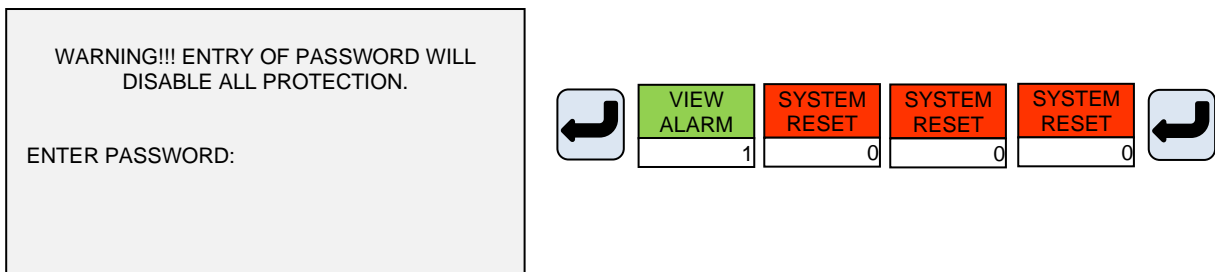 WARNING!!! ENTRY OF PASSWORD WILL
DISABLE ALL PROTECTION.
ENTER PASSWORD:
VIEW
ALARM
1
SYSTEM
RESET
0
SYSTEM
RESET
0
SYSTEM
RESET
0